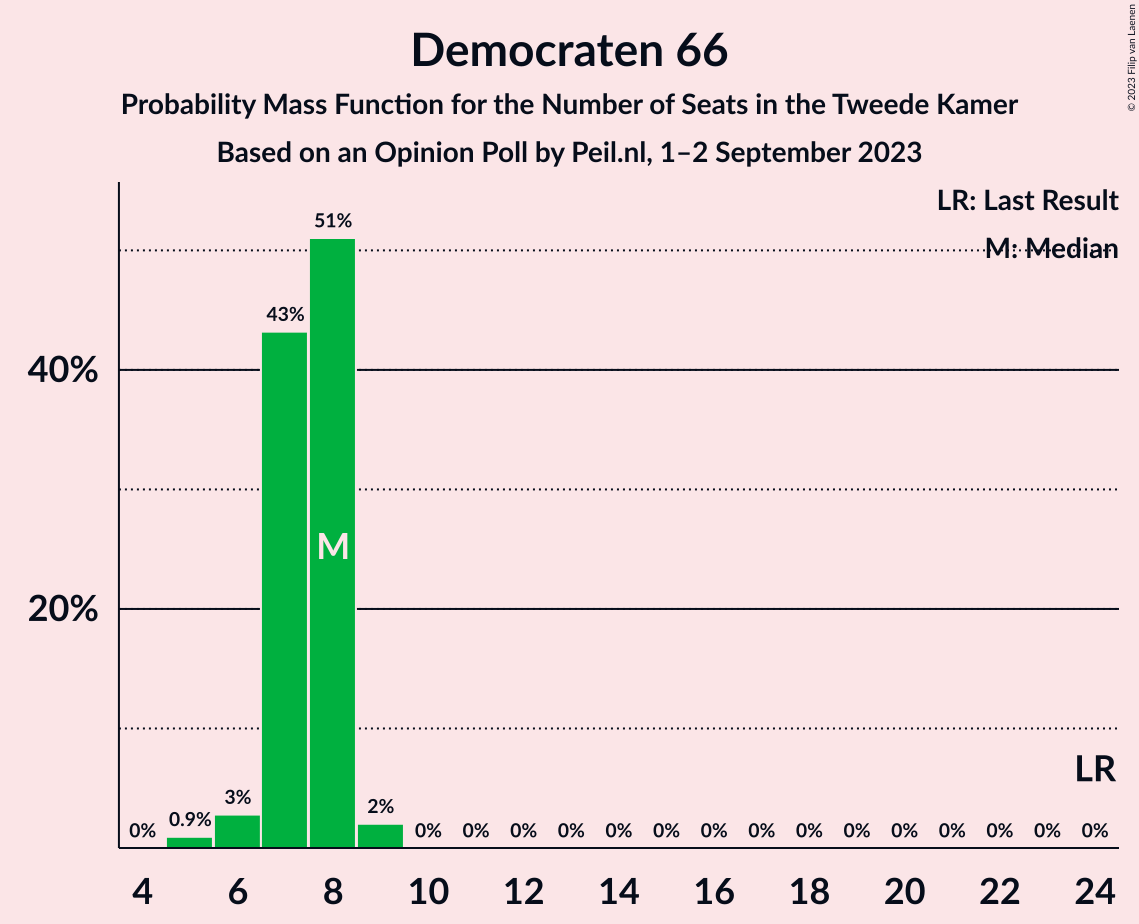 Democraten 66
Probability Mass Function for the Number of Seats in the Tweede Kamer
Based on an Opinion Poll by Peil.nl, 1–2 September 2023
© 2023 Filip van Laenen
LR: Last Result
M: Median
51%
43%
40%
M
20%
LR
0% 0.9% 3% 2% 0% 0% 0% 0% 0% 0% 0% 0% 0% 0% 0% 0% 0% 0% 0%
4 6 8 10 12 14 16 18 20 22 24